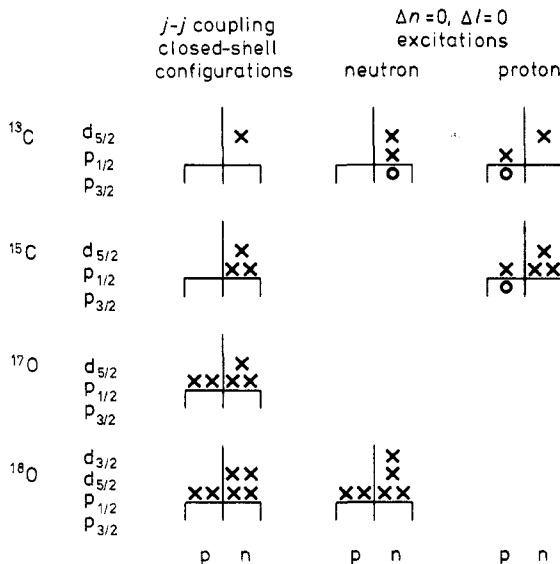 j-j coupling
closed-shell
configurations
Δn=0, Δl=0
excitations
neutron proton
¹³C
d₅/₂
p₁/₂
p₃/₂
¹⁵C
d₅/₂
p₁/₂
p₃/₂
¹⁷O
d₅/₂
p₁/₂
p₃/₂
¹⁸O
d₃/₂
d₅/₂
p₁/₂
p₃/₂
p n p n p n